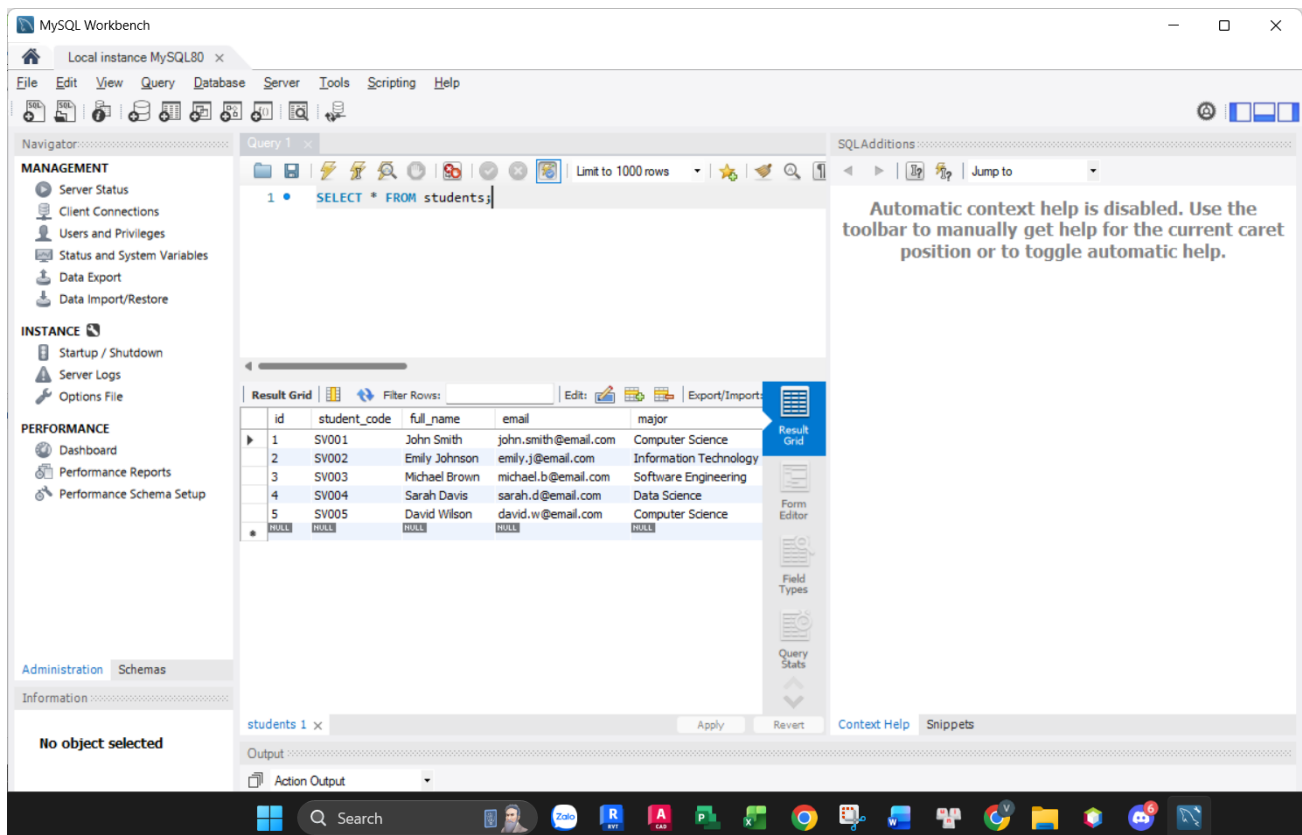 MySQL Workbench
Local instance MySQL80
File Edit View Query Database Server Tools Scripting Help
Navigator
MANAGEMENT
Server Status
Client Connections
Users and Privileges
Status and System Variables
Data Export
Data Import/Restore
INSTANCE
Startup / Shutdown
Server Logs
Options File
PERFORMANCE
Dashboard
Performance Reports
Performance Schema Setup
Administration Schemas
Information
No object selected
Query 1
Limit to 1000 rows
1 SELECT * FROM students;
Result Grid Filter Rows: Edit: Export/Import:
id student_code full_name email major
1 SV001 John Smith john.smith@email.com Computer Science
2 SV002 Emily Johnson emily.j@email.com Information Technology
3 SV003 Michael Brown michael.b@email.com Software Engineering
4 SV004 Sarah Davis sarah.d@email.com Data Science
5 SV005 David Wilson david.w@email.com Computer Science
NULL NULL NULL NULL NULL
Result
Grid
Form
Editor
Field
Types
Query
Stats
students 1 Apply Revert
Output
Action Output
SQLAdditions
Jump to
Automatic context help is disabled. Use the
toolbar to manually get help for the current caret
position or to toggle automatic help.
Context Help Snippets
Search